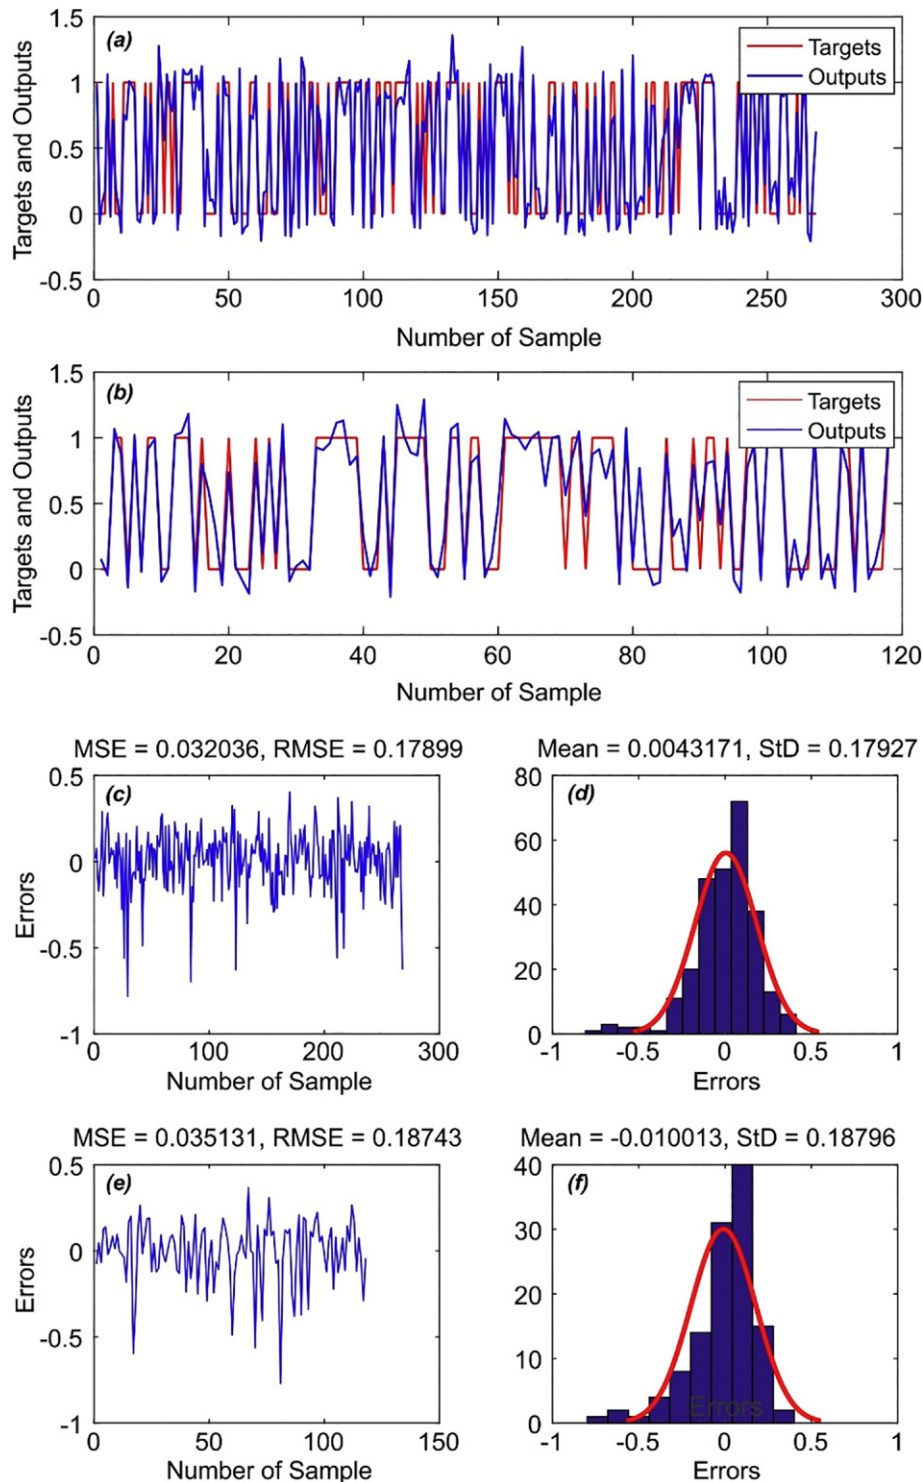 (a)
Targets
Outputs
1.5
1
0.5
0
-0.5
Targets and Outputs
0 50 100 150 200 250 300
Number of Sample
(b)
Targets
Outputs
1.5
1
0.5
0
-0.5
Targets and Outputs
0 20 40 60 80 100 120
Number of Sample
MSE = 0.032036, RMSE = 0.17899
(c)
0.5
0
-0.5
-1
Errors
0 100 200 300
Number of Sample
Mean = 0.0043171, StD = 0.17927
(d)
80
60
40
20
0
-1 -0.5 0 0.5 1
Errors
MSE = 0.035131, RMSE = 0.18743
(e)
0.5
0
-0.5
-1
Errors
0 50 100 150
Number of Sample
Mean = -0.010013, StD = 0.18796
(f)
40
30
20
10
0
Errors
-1 -0.5 0 0.5 1
Errors